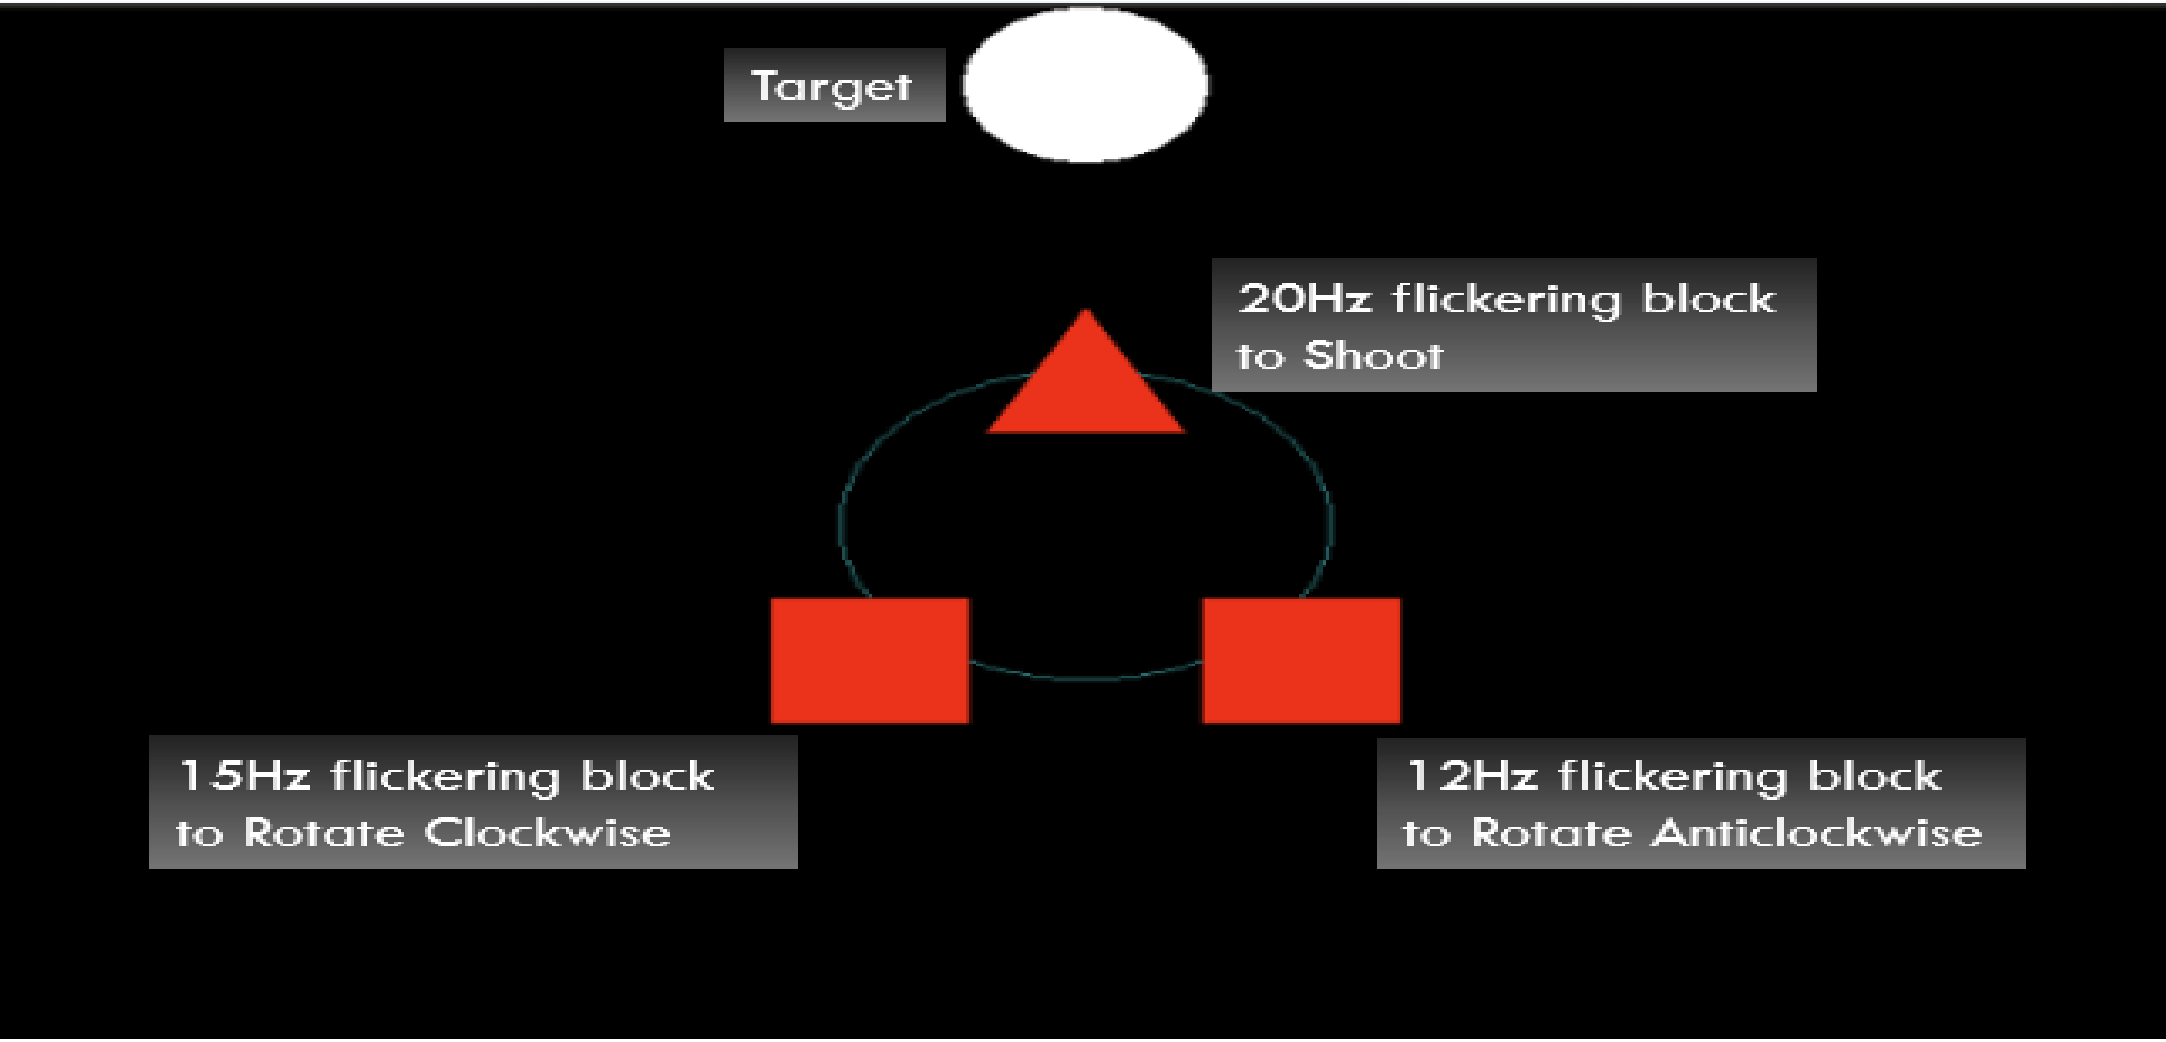 Target
20Hz flickering block
to Shoot
15Hz flickering block
to Rotate Clockwise
12Hz flickering block
to Rotate Anticlockwise